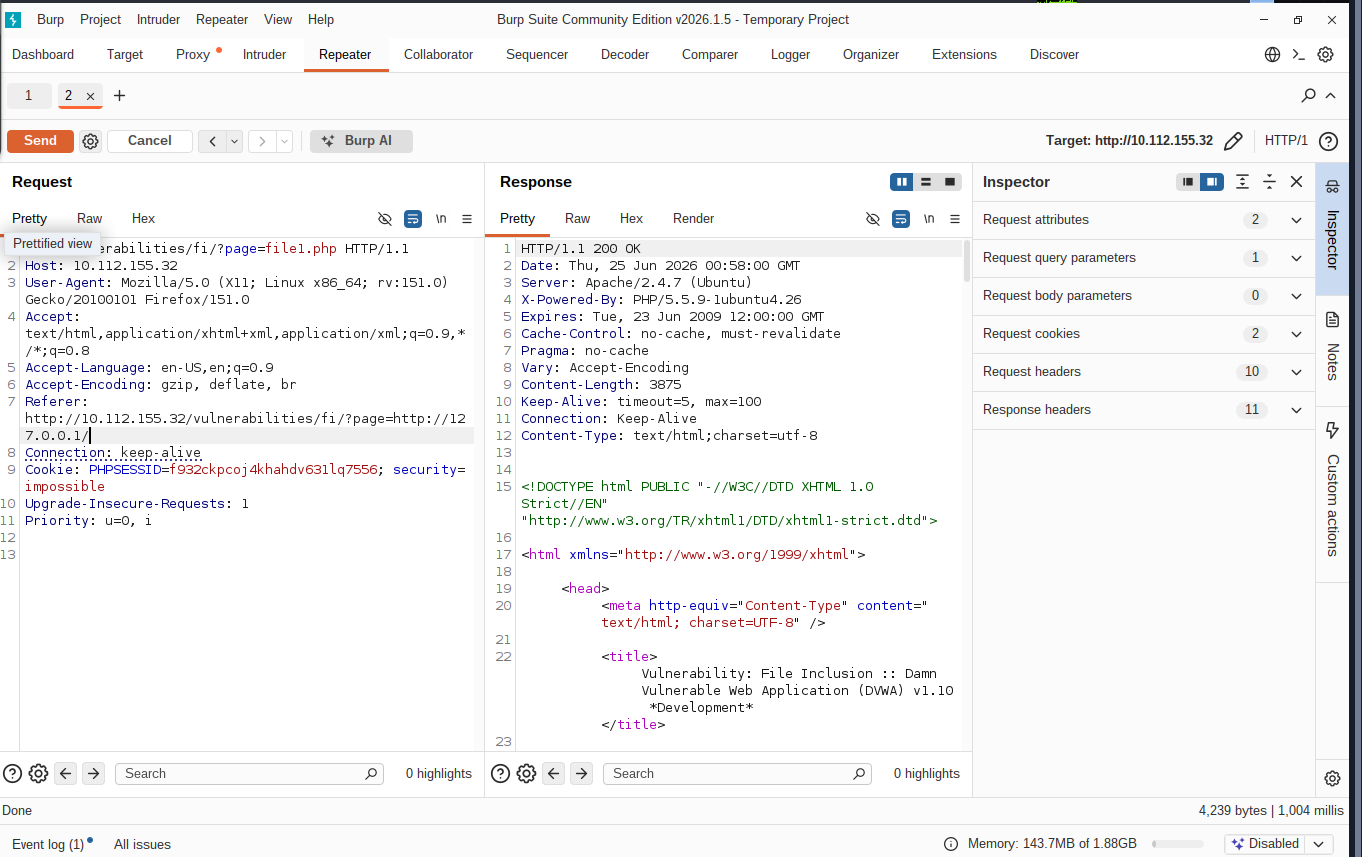 Burp Project Intruder Repeater View Help Burp Suite Community Edition v2026.1.5 - Temporary Project
Dashboard Target Proxy Intruder Repeater Collaborator Sequencer Decoder Comparer Logger Organizer Extensions Discover
1 2 × +
Send Cancel < > Burp AI Target: http://10.112.155.32 HTTP/1
Request
Pretty Raw Hex \n
Prettified view
erabilities/fi/?page=file1.php HTTP/1.1
2 Host: 10.112.155.32
3 User-Agent: Mozilla/5.0 (X11; Linux x86_64; rv:151.0)
Gecko/20100101 Firefox/151.0
4 Accept:
text/html,application/xhtml+xml,application/xml;q=0.9,*
/*;q=0.8
5 Accept-Language: en-US,en;q=0.9
6 Accept-Encoding: gzip, deflate, br
7 Referer:
http://10.112.155.32/vulnerabilities/fi/?page=http://12
7.0.0.1/
8 Connection: keep-alive
9 Cookie: PHPSESSID=f932ckpcoj4khahdv631lq7556; security=
impossible
10 Upgrade-Insecure-Requests: 1
11 Priority: u=0, i
12
13
Search 0 highlights
Response
Pretty Raw Hex Render \n
1 HTTP/1.1 200 OK
2 Date: Thu, 25 Jun 2026 00:58:00 GMT
3 Server: Apache/2.4.7 (Ubuntu)
4 X-Powered-By: PHP/5.5.9-1ubuntu4.26
5 Expires: Tue, 23 Jun 2009 12:00:00 GMT
6 Cache-Control: no-cache, must-revalidate
7 Pragma: no-cache
8 Vary: Accept-Encoding
9 Content-Length: 3875
10 Keep-Alive: timeout=5, max=100
11 Connection: Keep-Alive
12 Content-Type: text/html;charset=utf-8
13
14
15 <!DOCTYPE html PUBLIC "-//W3C//DTD XHTML 1.0
Strict//EN"
"http://www.w3.org/TR/xhtml1/DTD/xhtml1-strict.dtd">
16
17 <html xmlns="http://www.w3.org/1999/xhtml">
18
19 <head>
20 <meta http-equiv="Content-Type" content="
text/html; charset=UTF-8" />
21
22 <title>
Vulnerability: File Inclusion :: Damn
Vulnerable Web Application (DVWA) v1.10
*Development*
</title>
23
Search 0 highlights
Inspector
Request attributes 2
Request query parameters 1
Request body parameters 0
Request cookies 2
Request headers 10
Response headers 11
Inspector
Notes
Custom actions
Done 4,239 bytes | 1,004 millis
Event log (1) All issues Memory: 143.7MB of 1.88GB Disabled